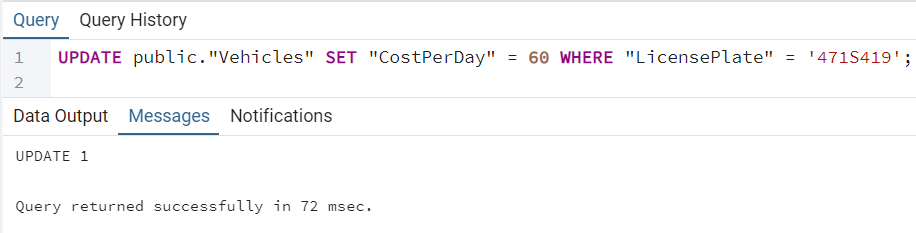 Query Query History
1 UPDATE public."Vehicles" SET "CostPerDay" = 60 WHERE "LicensePlate" = '471S419';
2
Data Output Messages Notifications
UPDATE 1
Query returned successfully in 72 msec.